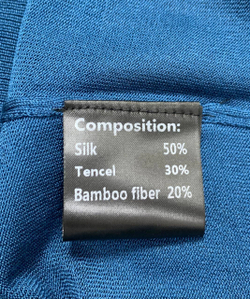 Composition:
Silk 50%
Tencel 30%
Bamboo fiber 20%